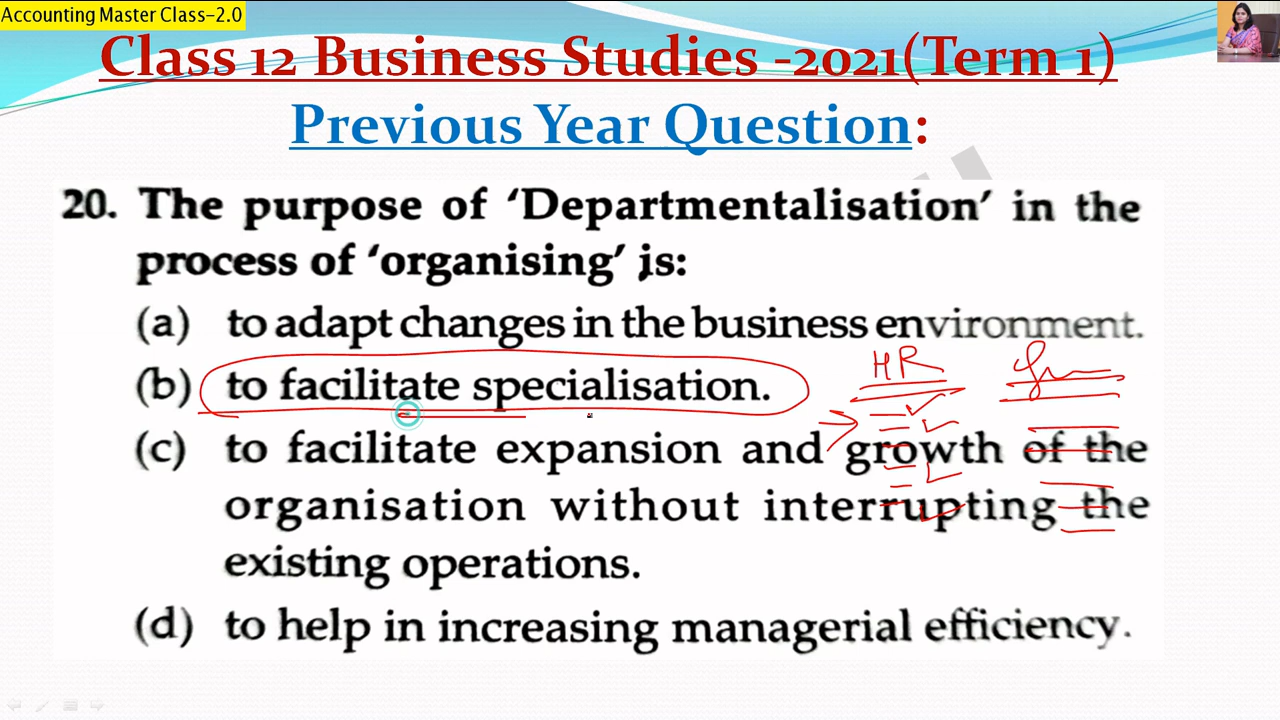 Accounting Master Class-2.0
Class 12 Business Studies -2021(Term 1)
Previous Year Question:
20. The purpose of ‘Departmentalisation’ in the
process of ‘organising’ is:
(a) to adapt changes in the business environment.
HR
(b) to facilitate specialisation.
(c) to facilitate expansion and growth of the
organisation without interrupting the
existing operations.
(d) to help in increasing managerial efficiency.